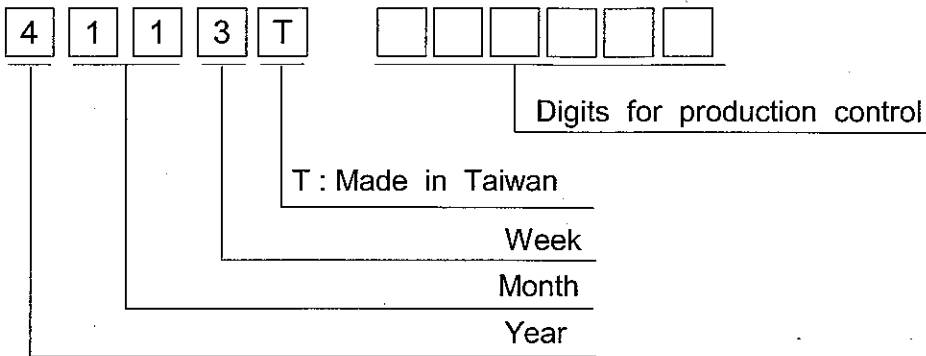 4 1 1 3 T
Digits for production control
T : Made in Taiwan
Week
Month
Year